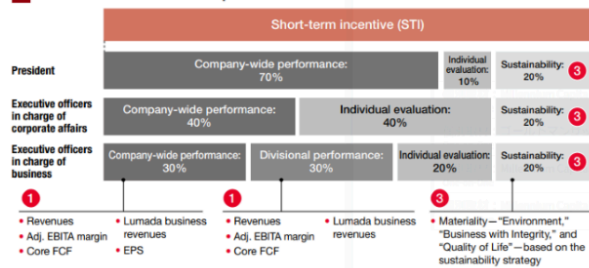 Short-term incentive (STI)
President
Company-wide performance:
70%
Individual
evaluation:
10%
Sustainability:
20%
3
Executive officers
in charge of
corporate affairs
Company-wide performance:
40%
Individual evaluation:
40%
Sustainability:
20%
3
Executive officers
in charge of
business
Company-wide performance:
30%
Divisional performance:
30%
Individual evaluation:
20%
Sustainability:
20%
3
1
• Revenues
• Adj. EBITA margin
• Core FCF
• Lumada business
revenues
• EPS
1
• Revenues
• Adj. EBITA margin
• Core FCF
• Lumada business
revenues
3
• Materiality—“Environment,”
“Business with Integrity,” and
“Quality of Life”—based on the
sustainability strategy